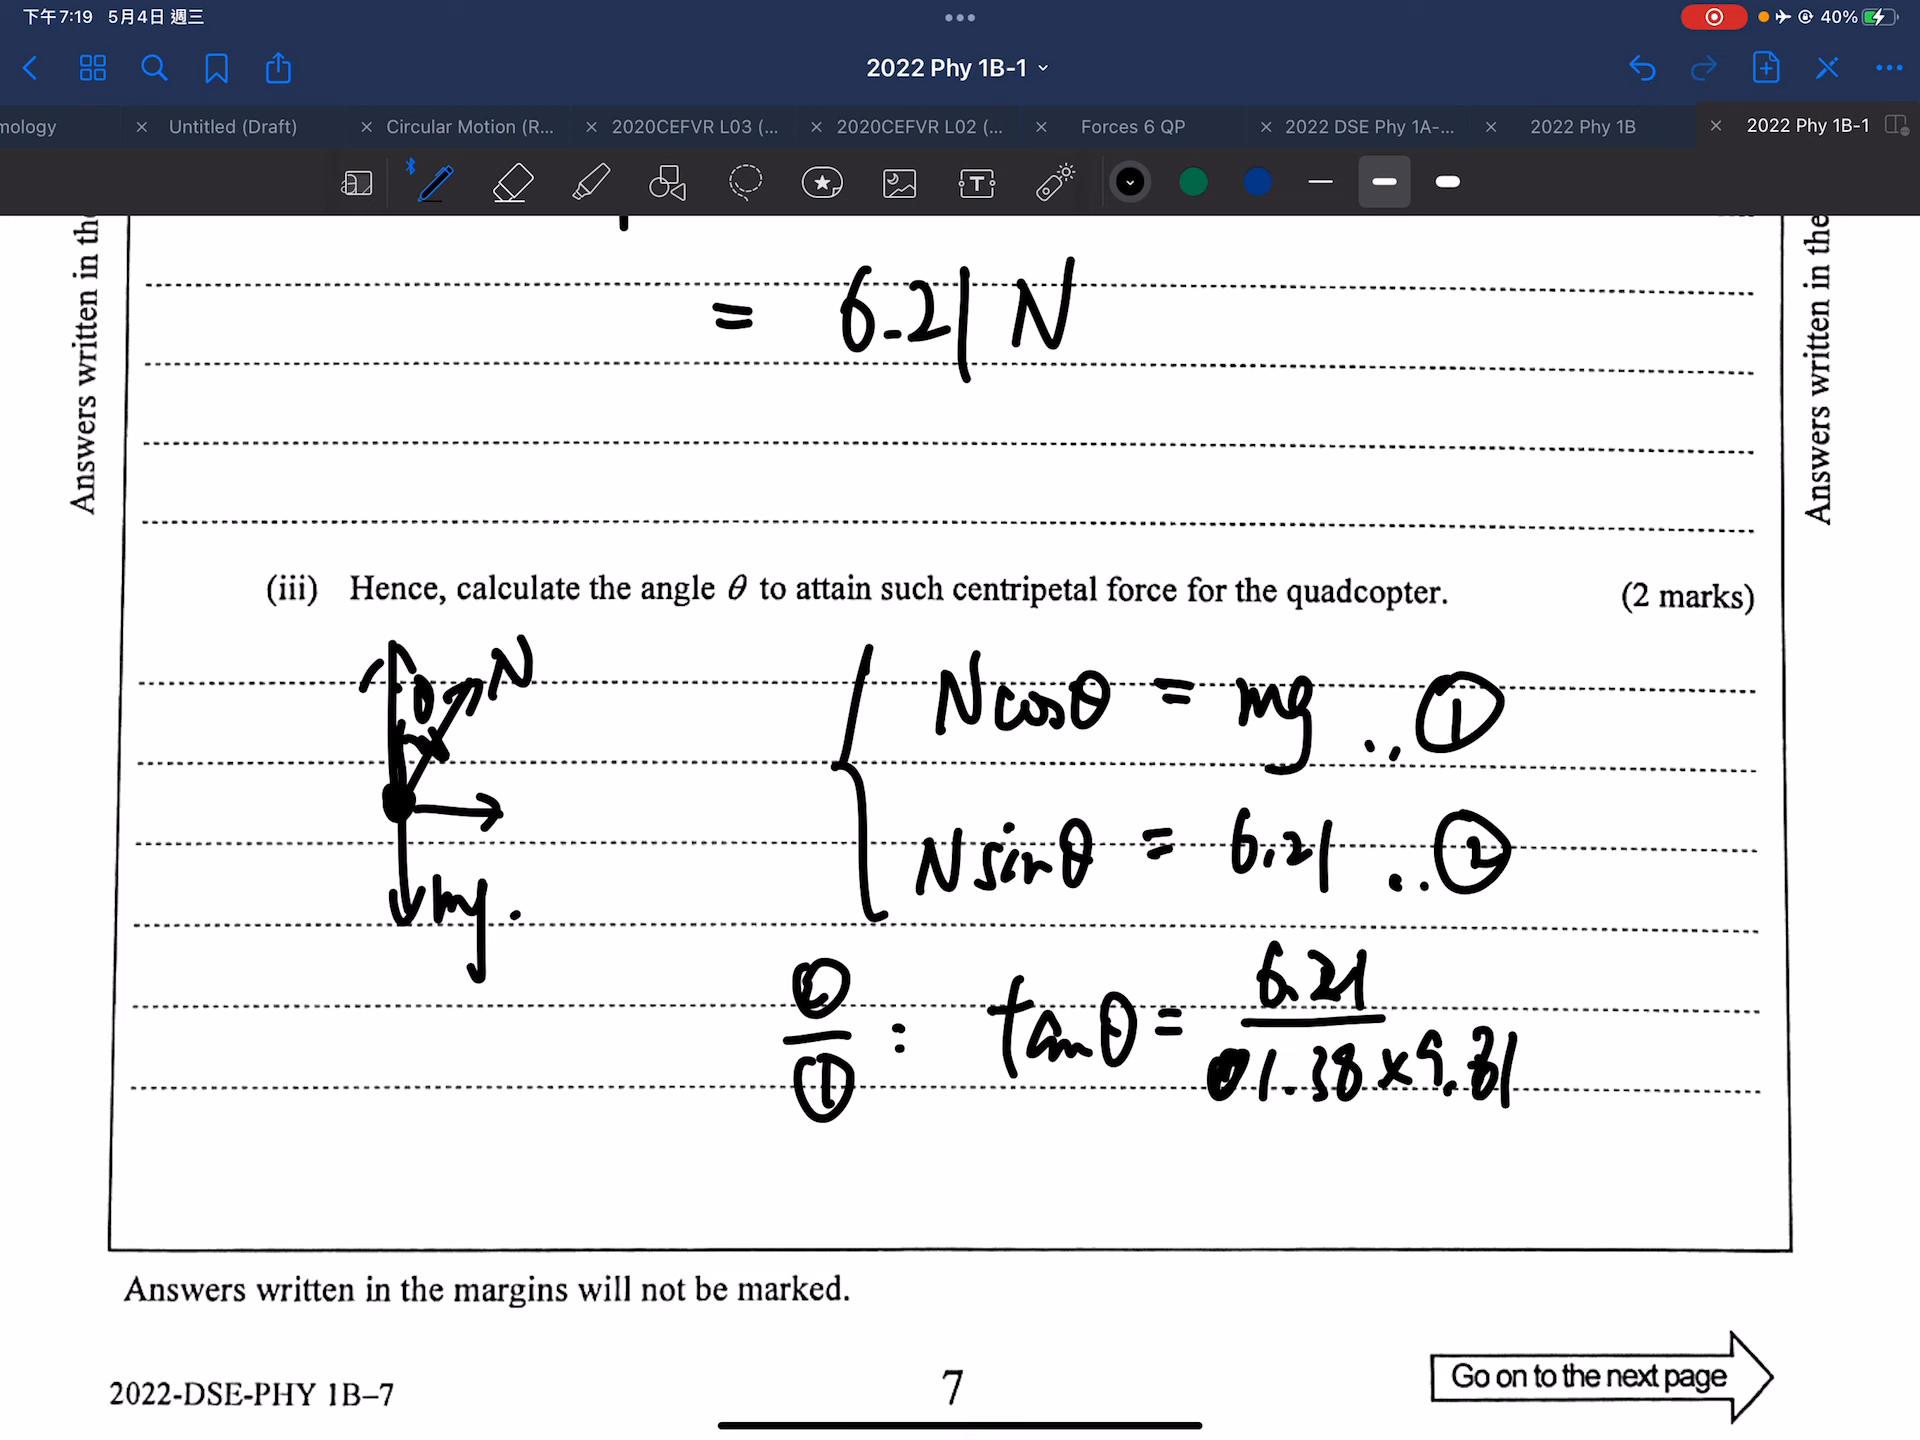 下午7:19 5月4日 週三
40%
2022 Phy 1B-1
mology
Untitled (Draft)
Circular Motion (R...
2020CEFVR L03 (...
2020CEFVR L02 (...
Forces 6 QP
2022 DSE Phy 1A-...
2022 Phy 1B
2022 Phy 1B-1
Answers written in the
Answers written in the
= 6.21 N
(iii) Hence, calculate the angle θ to attain such centripetal force for the quadcopter. (2 marks)
θ N
mg.
N cosθ = mg ..①
N sinθ = 6.21 ..②
②/① : tanθ = 6.21/1.38×9.81
Answers written in the margins will not be marked.
2022-DSE-PHY 1B–7
7
Go on to the next page